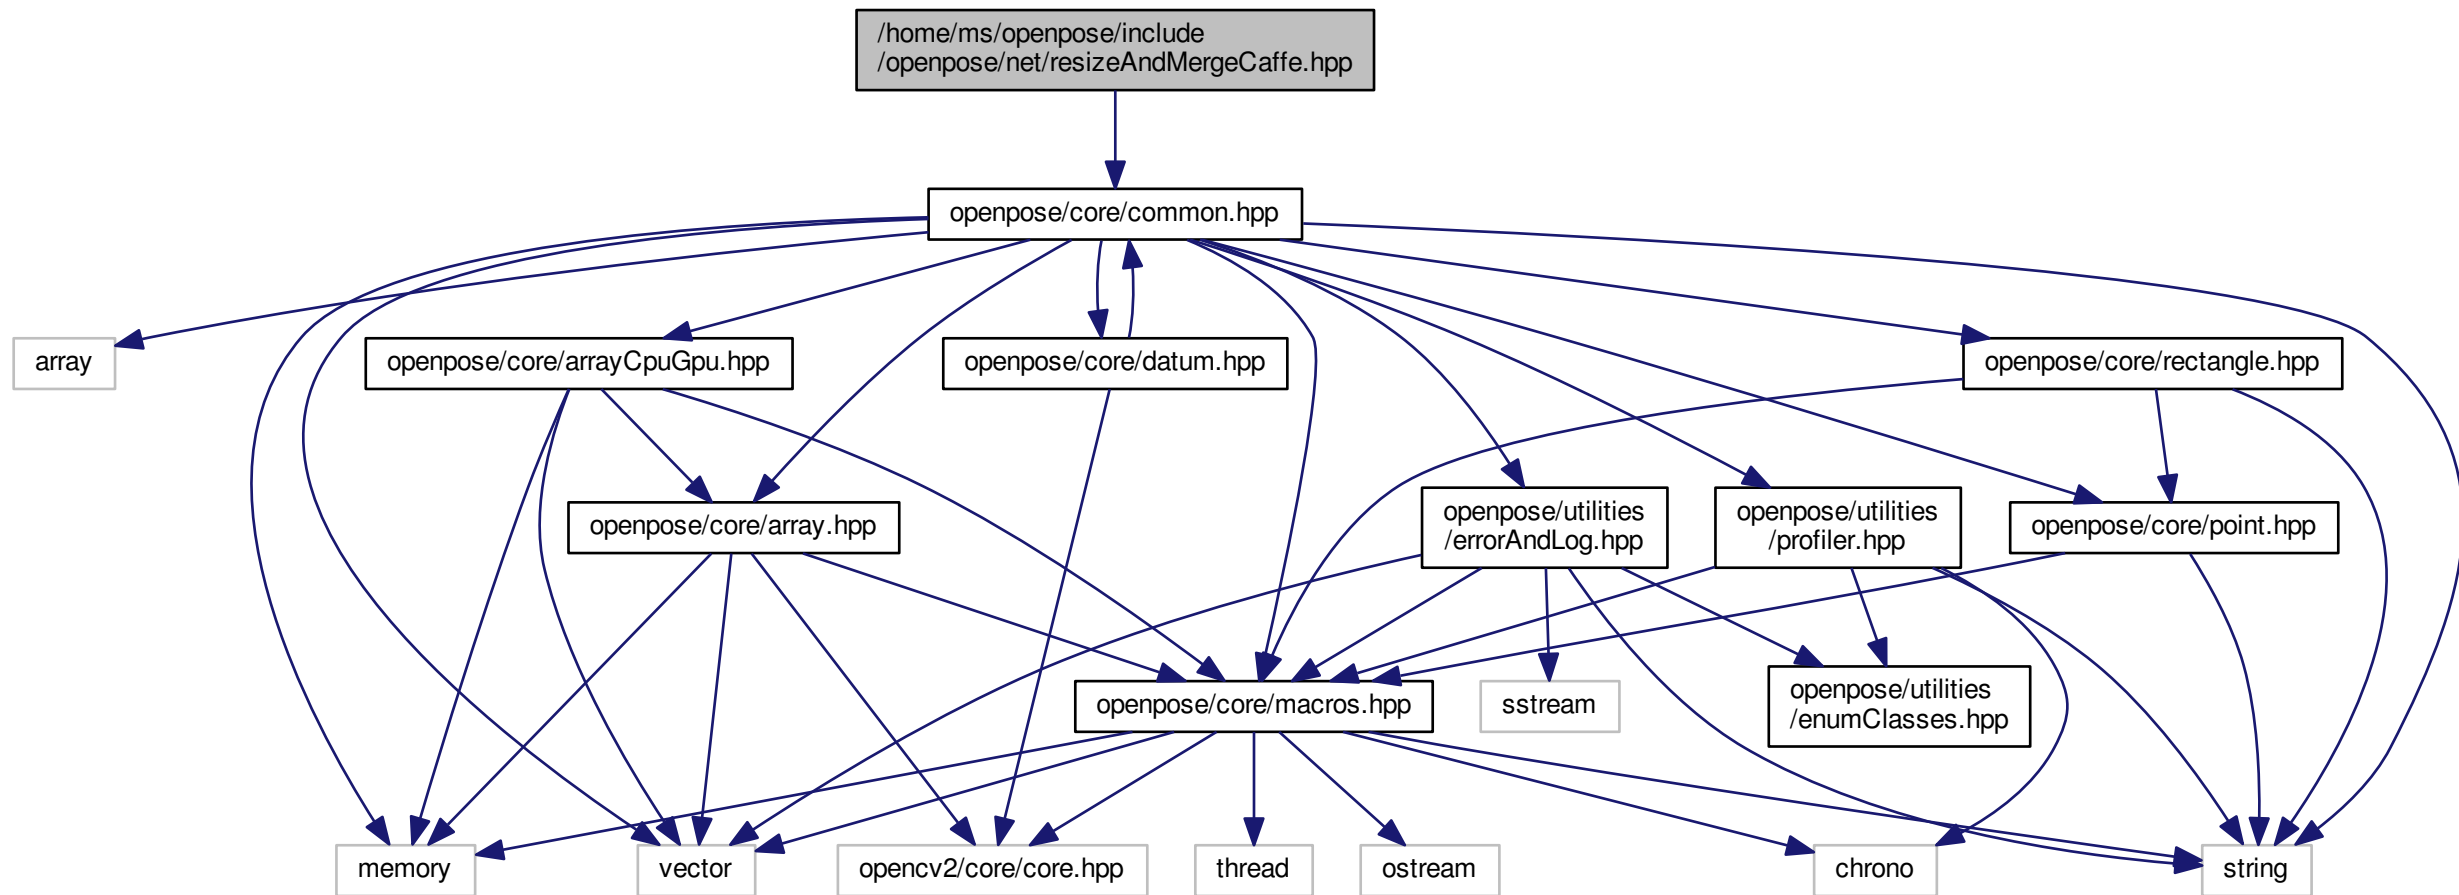 /home/ms/openpose/include
/openpose/net/resizeAndMergeCaffe.hpp
openpose/core/common.hpp
array
openpose/core/arrayCpuGpu.hpp
openpose/core/datum.hpp
openpose/core/rectangle.hpp
openpose/core/array.hpp
openpose/utilities
/errorAndLog.hpp
openpose/utilities
/profiler.hpp
openpose/core/point.hpp
openpose/core/macros.hpp
sstream
openpose/utilities
/enumClasses.hpp
memory
vector
opencv2/core/core.hpp
thread
ostream
chrono
string